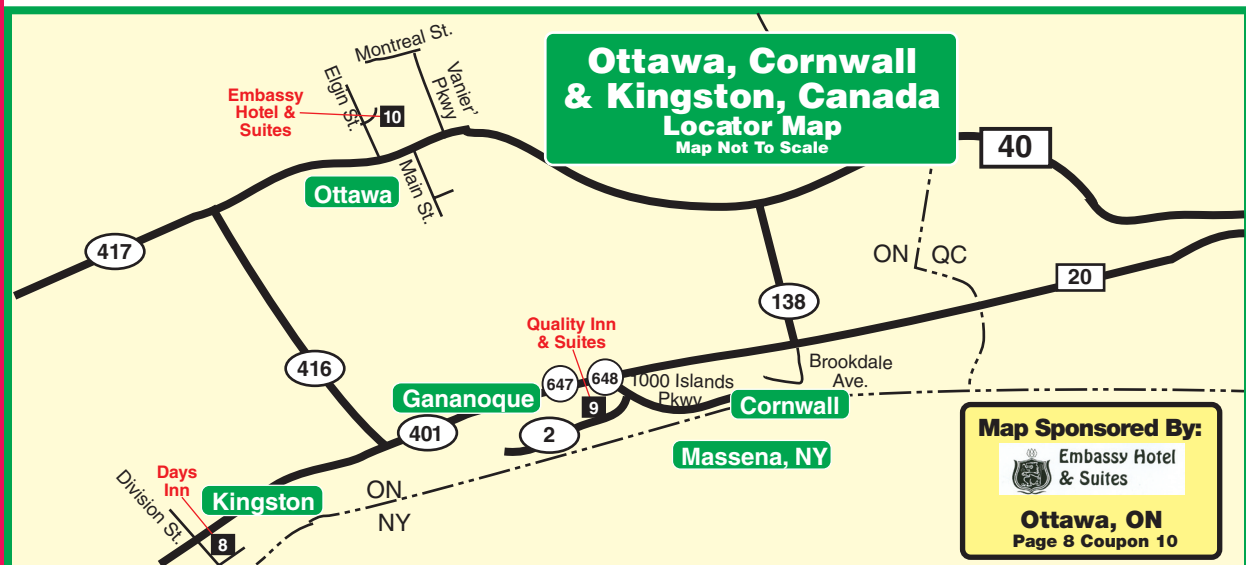 Ottawa, Cornwall
& Kingston, Canada
Locator Map
Map Not To Scale
Montreal St.
Elgin St.
Vanier'
Pkwy
Embassy
Hotel &
Suites
10
Main St.
Ottawa
40
417
ON
QC
20
138
Quality Inn
& Suites
416
647
648
1000 Islands
Pkwy
Brookdale
Ave.
Gananoque
9
Cornwall
401
2
Massena, NY
Days
Inn
Division St.
Kingston
8
ON
NY
Map Sponsored By:
Embassy Hotel
& Suites
Ottawa, ON
Page 8 Coupon 10